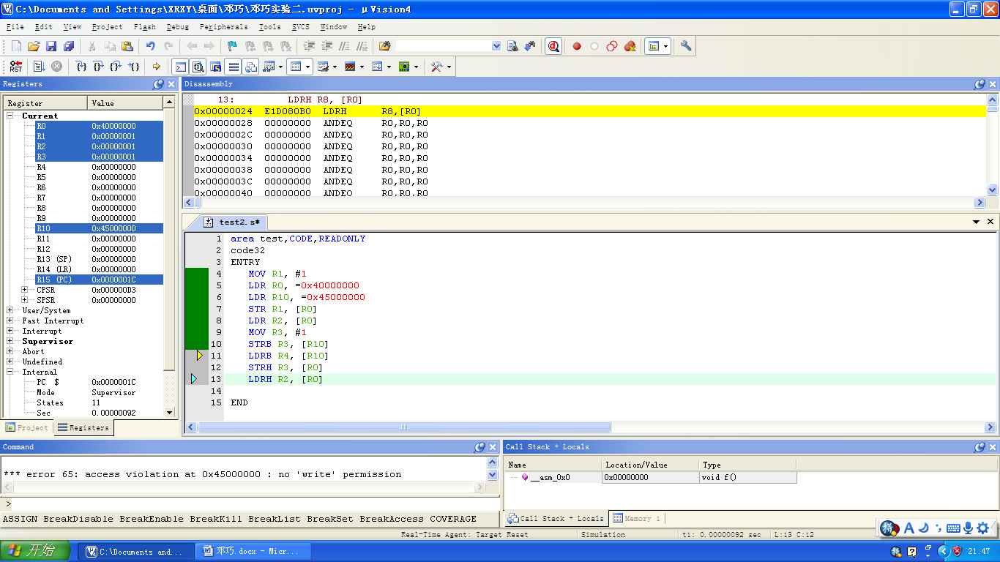 C:\Documents and Settings\XRXY\桌面\邓巧\邓巧实验二.uvproj - µVision4
File Edit View Project Flash Debug Peripherals Tools SVCS Window Help
RST
Registers
Register Value
Current
R0 0x40000000
R1 0x00000001
R2 0x00000001
R3 0x00000001
R4 0x00000000
R5 0x00000000
R6 0x00000000
R7 0x00000000
R8 0x00000000
R9 0x00000000
R10 0x45000000
R11 0x00000000
R12 0x00000000
R13 (SP) 0x00000000
R14 (LR) 0x00000000
R15 (PC) 0x0000001C
CPSR 0x000000D3
SPSR 0x00000000
User/System
Fast Interrupt
Interrupt
Supervisor
Abort
Undefined
Internal
PC $ 0x0000001C
Mode Supervisor
States 11
Sec 0.00000092
Project Registers
Disassembly
13: LDRH R8, [R0]
0x00000024 E1D080B0 LDRH R8,[R0]
0x00000028 00000000 ANDEQ R0,R0,R0
0x0000002C 00000000 ANDEQ R0,R0,R0
0x00000030 00000000 ANDEQ R0,R0,R0
0x00000034 00000000 ANDEQ R0,R0,R0
0x00000038 00000000 ANDEQ R0,R0,R0
0x0000003C 00000000 ANDEQ R0,R0,R0
0x00000040 00000000 ANDEQ R0,R0,R0
test2.s*
1 area test,CODE,READONLY
2 code32
3 ENTRY
4 MOV R1, #1
5 LDR R0, =0x40000000
6 LDR R10, =0x45000000
7 STR R1, [R0]
8 LDR R2, [R0]
9 MOV R3, #1
10 STRB R3, [R10]
11 LDRB R4, [R10]
12 STRH R3, [R0]
13 LDRH R2, [R0]
14
15 END
Command
*** error 65: access violation at 0x45000000 : no 'write' permission
>
ASSIGN BreakDisable BreakEnable BreakKill BreakList BreakSet BreakAccess COVERAGE
Call Stack + Locals
Name Location/Value Type
__asm_0x0 0x00000000 void f()
Call Stack + Locals Memory 1
Real-Time Agent: Target Reset Simulation t1: 0.00000092 sec L:13 C:12
开始 C:\Documents and... 邓巧.docx - Micr... 21:47